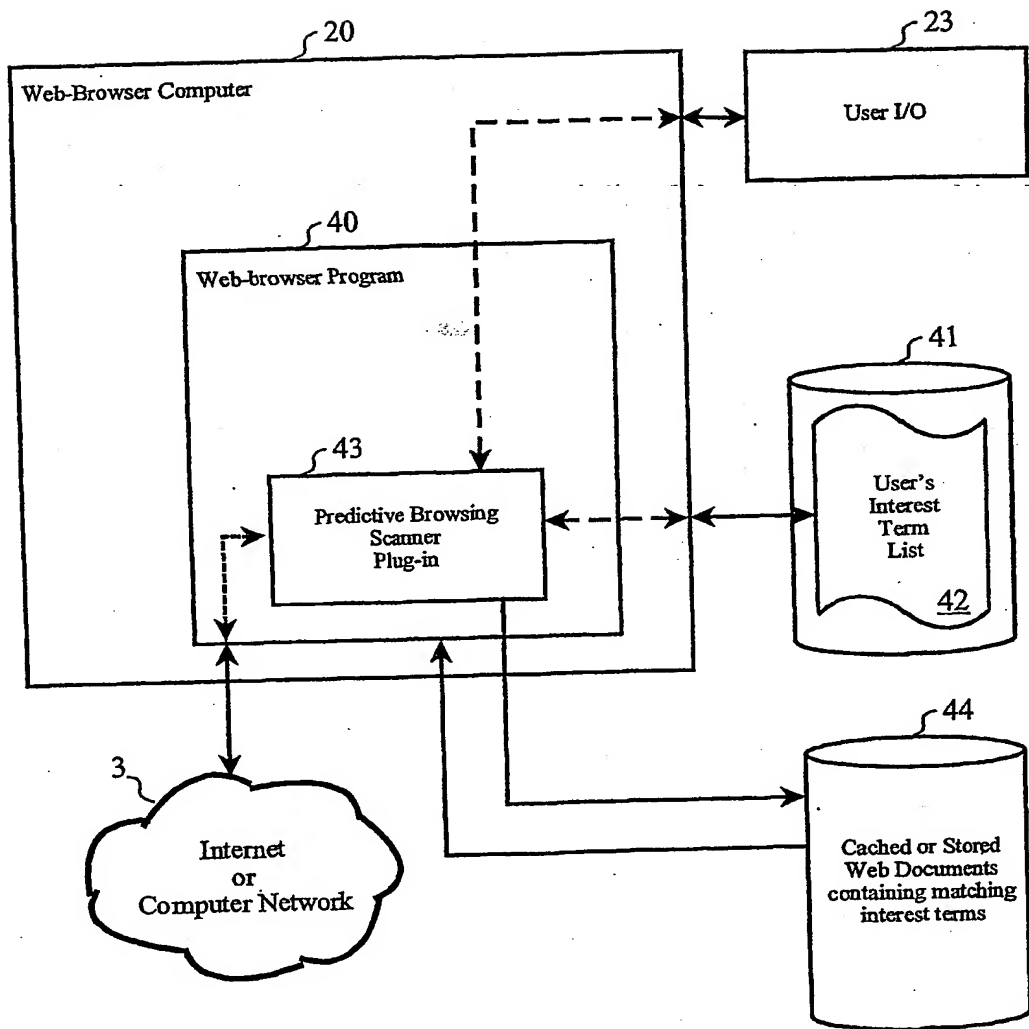 20
23
Web-Browser Computer
User I/O
40
Web-browser Program
41
43
Predictive Browsing
Scanner
Plug-in
User's
Interest
Term
List
42
44
3
Internet
or
Computer Network
Cached or Stored
Web Documents
containing matching
interest terms